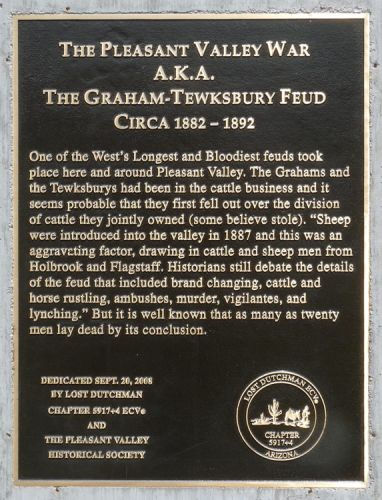 THE PLEASANT VALLEY WAR
A.K.A.
THE GRAHAM-TEWKSBURY FEUD
CIRCA 1882 – 1892
One of the West's Longest and Bloodiest feuds took
place here and around Pleasant Valley. The Grahams and
the Tewksburys had been in the cattle business and it
seems probable that they first fell out over the division
of cattle they jointly owned (some believe stole). “Sheep
were introduced into the valley in 1887 and this was an
aggravating factor, drawing in cattle and sheep men from
Holbrook and Flagstaff. Historians still debate the details
of the feud that included brand changing, cattle and
horse rustling, ambushes, murder, vigilantes, and
lynching.” But it is well known that as many as twenty
men lay dead by its conclusion.
DEDICATED SEPT. 20, 2008
BY LOST DUTCHMAN
CHAPTER 5917+4 ECV®
AND
THE PLEASANT VALLEY
HISTORICAL SOCIETY
LOST DUTCHMAN ECV®
CHAPTER
5917+4
ARIZONA